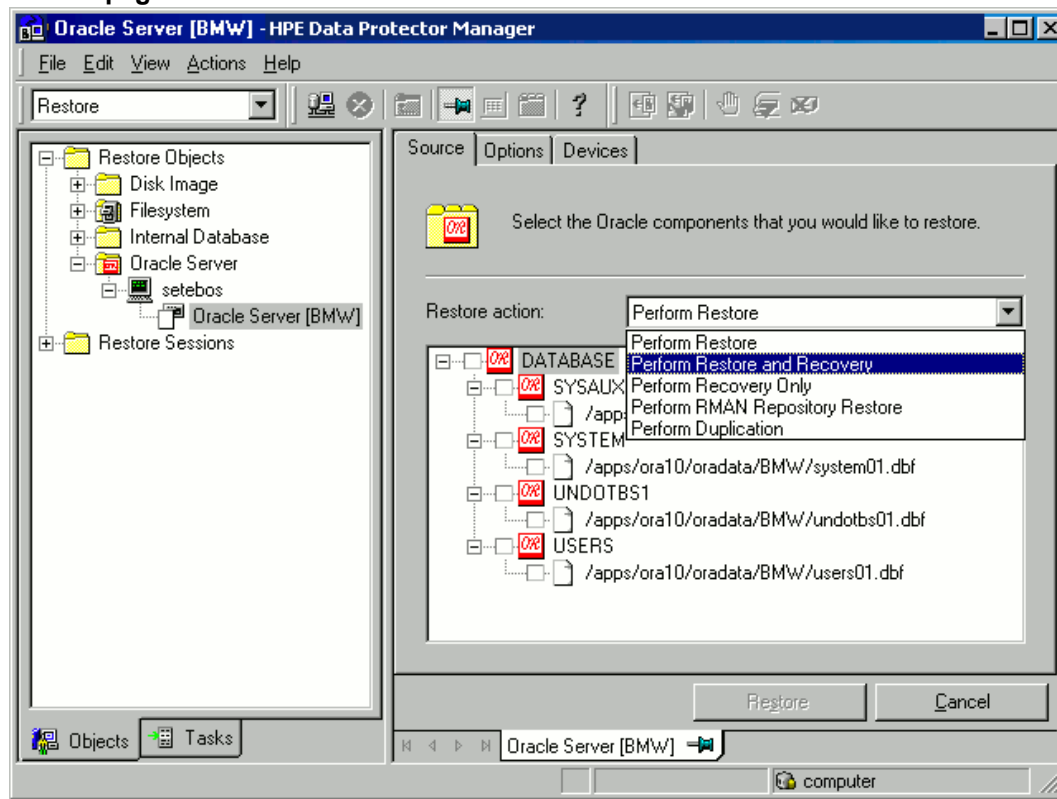 Oracle Server [BMW] - HPE Data Protector Manager
File Edit View Actions Help
Restore
Restore Objects
Disk Image
Filesystem
Internal Database
Oracle Server
setebos
Oracle Server [BMW]
Restore Sessions
Objects Tasks
Source Options Devices
Select the Oracle components that you would like to restore.
Restore action: Perform Restore
Perform Restore
Perform Restore and Recovery
Perform Recovery Only
Perform RMAN Repository Restore
Perform Duplication
DATABASE
SYSAUX
SYSTEM
/apps/ora10/oradata/BMW/system01.dbf
UNDOTBS1
/apps/ora10/oradata/BMW/undotbs01.dbf
USERS
/apps/ora10/oradata/BMW/users01.dbf
Restore Cancel
Oracle Server [BMW]
computer